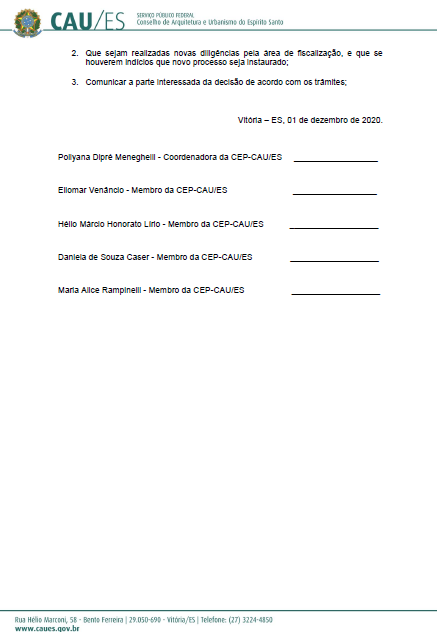 CAU/ES
SERVIÇO PÚBLICO FEDERAL
Conselho de Arquitetura e Urbanismo do Espírito Santo
2. Que sejam realizadas novas diligências pela área de fiscalização, e que se
houverem indícios que novo processo seja instaurado;
3. Comunicar a parte interessada da decisão de acordo com os trâmites;
Vitória – ES, 01 de dezembro de 2020.
Pollyana Dipré Meneghelli - Coordenadora da CEP-CAU/ES
Eliomar Venâncio - Membro da CEP-CAU/ES
Hélio Márcio Honorato Lírio - Membro da CEP-CAU/ES
Daniela de Souza Caser - Membro da CEP-CAU/ES
Maria Alice Rampinelli - Membro da CEP-CAU/ES
Rua Hélio Marconi, 58 - Bento Ferreira | 29.050-690 - Vitória/ES | Telefone: (27) 3224-4850
www.caues.gov.br